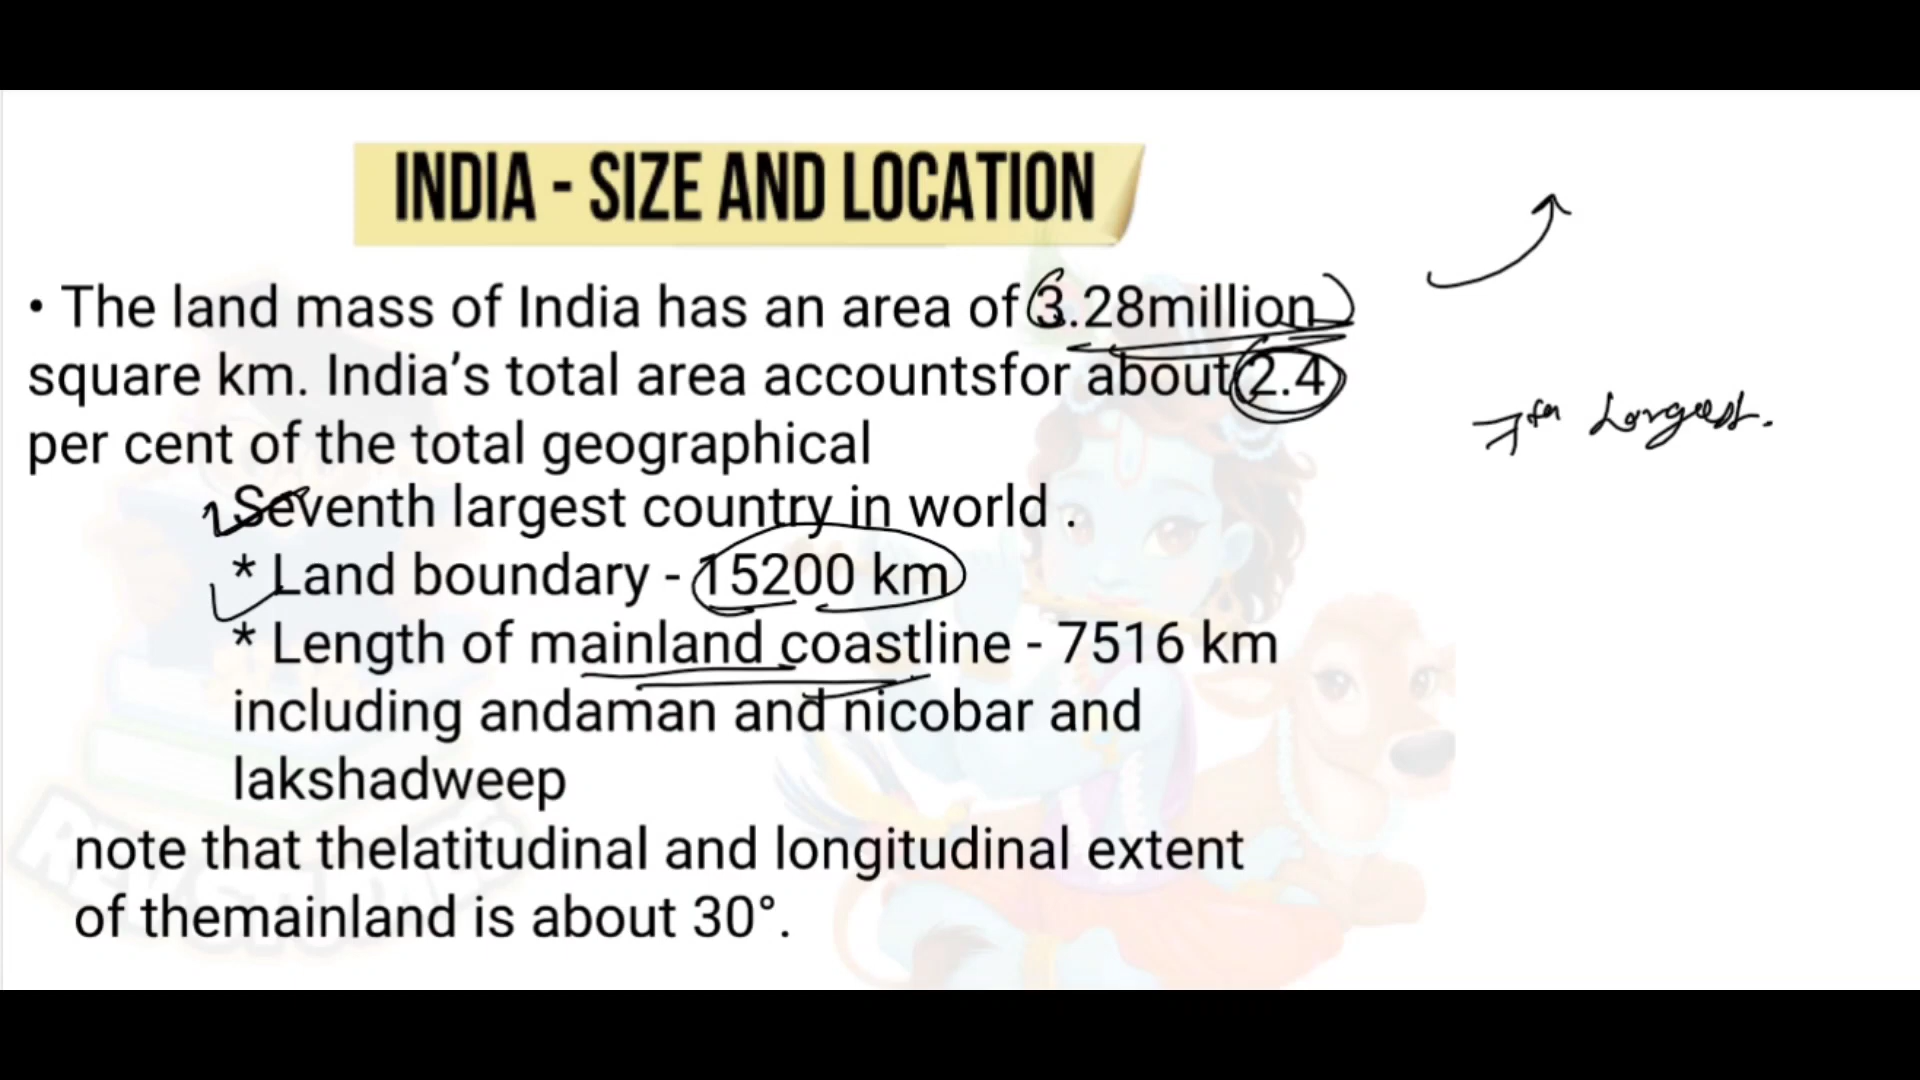 INDIA - SIZE AND LOCATION
• The land mass of India has an area of 3.28million
square km. India’s total area accountsfor about 2.4
per cent of the total geographical
Seventh largest country in world .
* Land boundary - 15200 km
* Length of mainland coastline - 7516 km
including andaman and nicobar and
lakshadweep
note that thelatitudinal and longitudinal extent
of themainland is about 30°.
Largest.